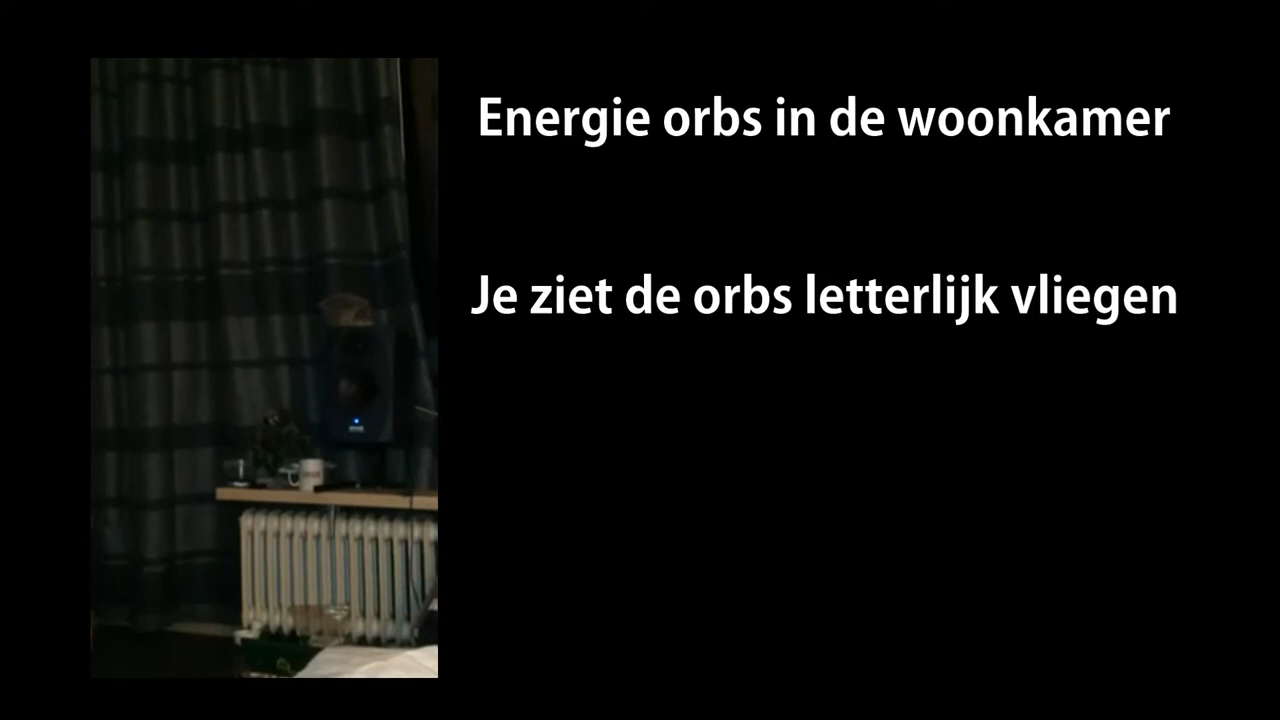 Energie orbs in de woonkamer
Je ziet de orbs letterlijk vliegen